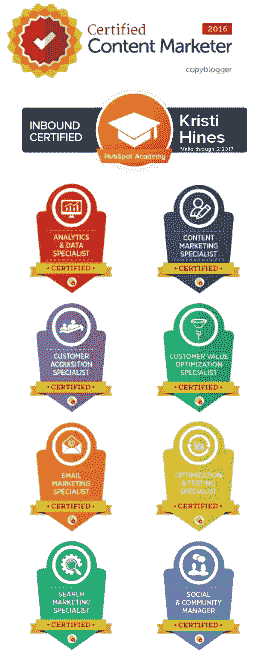 Certified
2016
Content Marketer
copyblogger
INBOUND
CERTIFIED
Kristi
Hines
*Valid through 3/2017
HubSpot Academy
ANALYTICS
& DATA
SPECIALIST
CERTIFIED
CONTENT
MARKETING
SPECIALIST
CERTIFIED
CUSTOMER
ACQUISITION
SPECIALIST
CERTIFIED
CUSTOMER VALUE
OPTIMIZATION
SPECIALIST
CERTIFIED
EMAIL
MARKETING
SPECIALIST
CERTIFIED
OPTIMIZATION
& TESTING
SPECIALIST
CERTIFIED
SEARCH
MARKETING
SPECIALIST
CERTIFIED
SOCIAL
& COMMUNITY
MANAGER
CERTIFIED